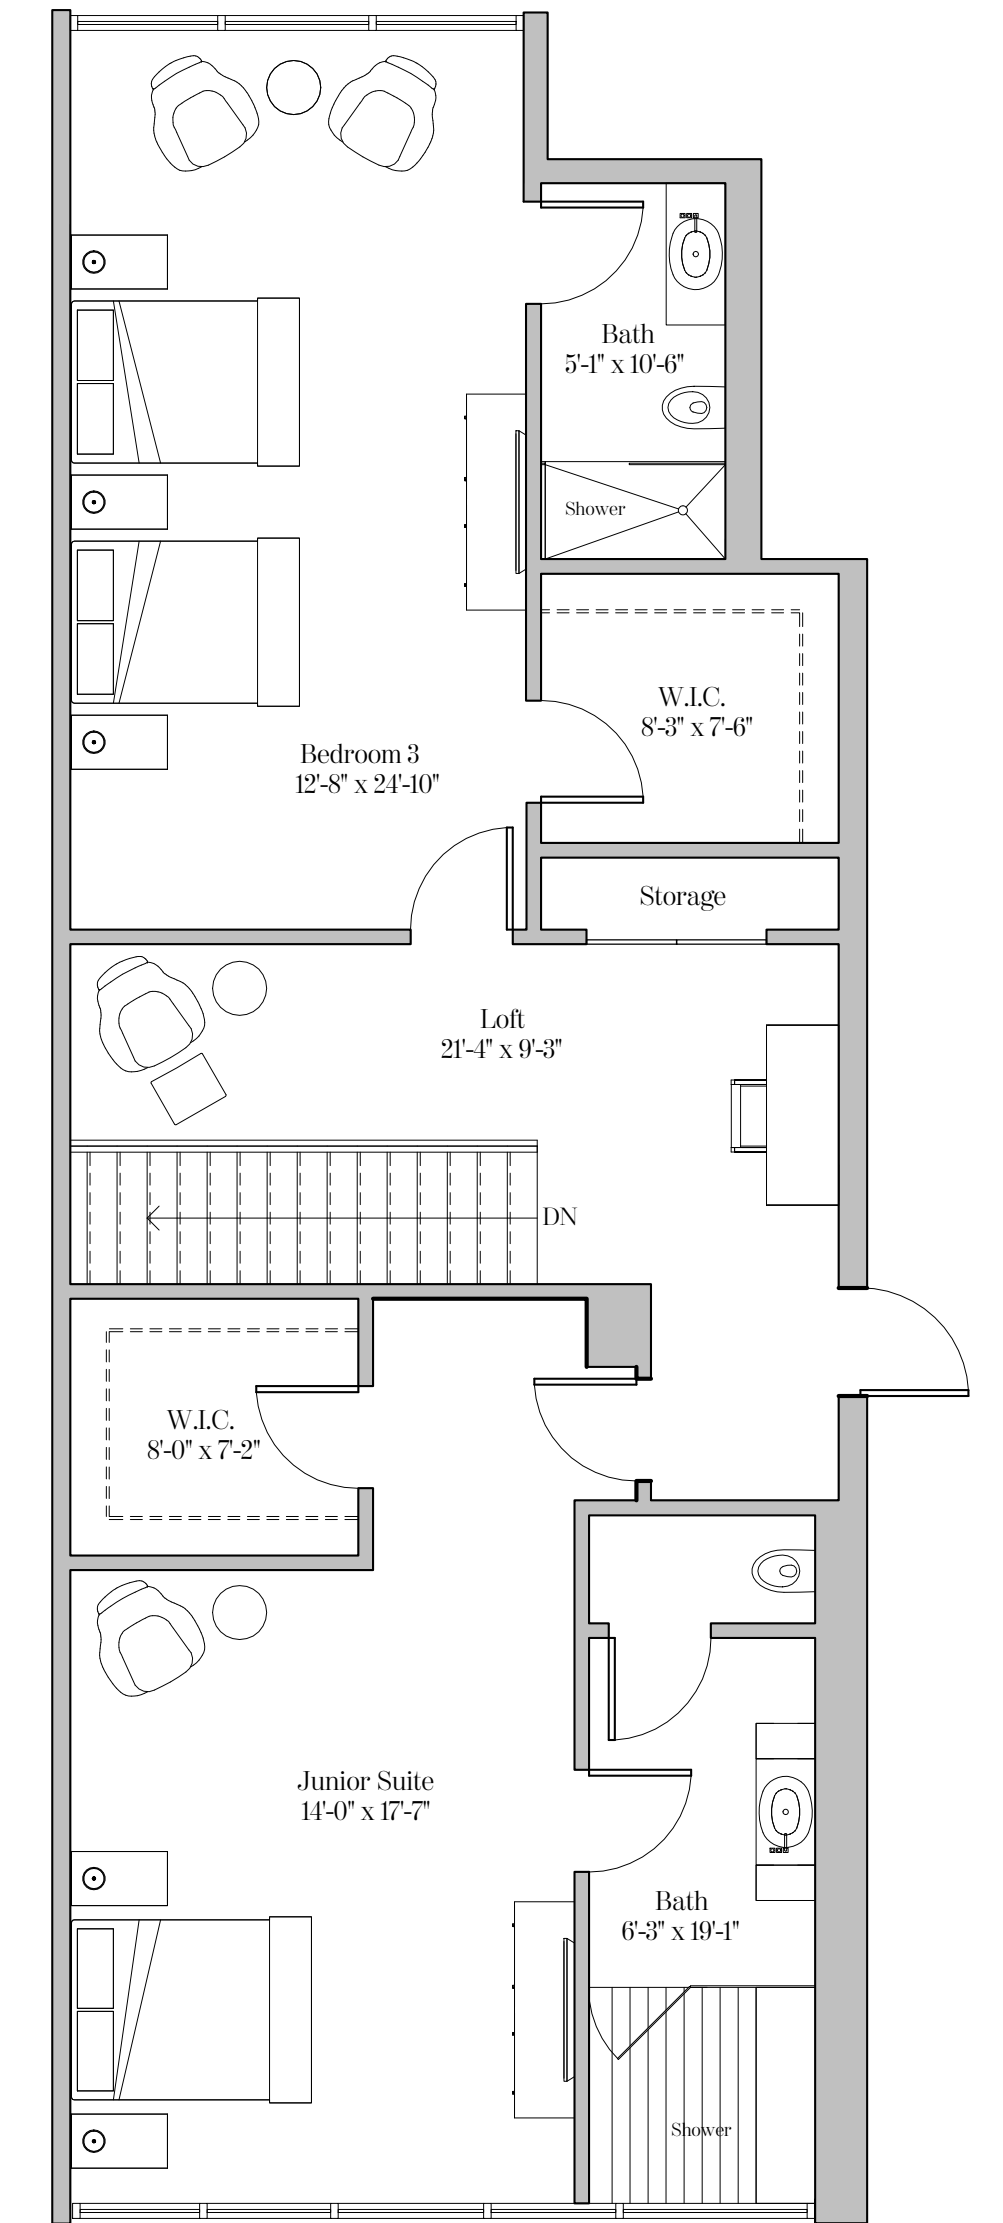 Bath
5'-1" x 10'-6"
Shower
W.I.C.
8'-3" x 7'-6"
Bedroom 3
12'-8" x 24'-10"
Storage
Loft
21'-4" x 9'-3"
DN
W.I.C.
8'-0" x 7'-2"
Junior Suite
14'-0" x 17'-7"
Bath
6'-3" x 19'-1"
Shower